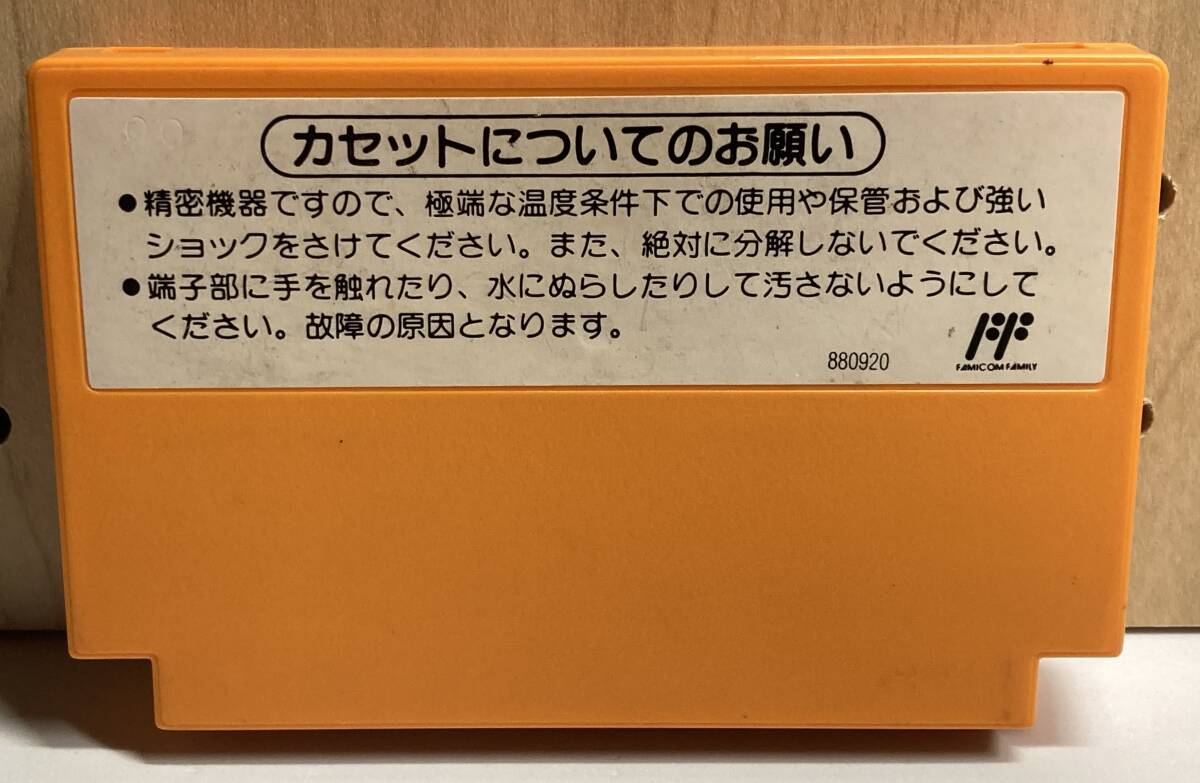 カセットについてのお願い
●精密機器ですので、極端な温度条件下での使用や保管および強い
ショックをさけてください。また、絶対に分解しないでください。
●端子部に手を触れたり、水にぬらしたりして汚さないようにして
ください。故障の原因となります。
880920
FF
FAMICOM FAMILY